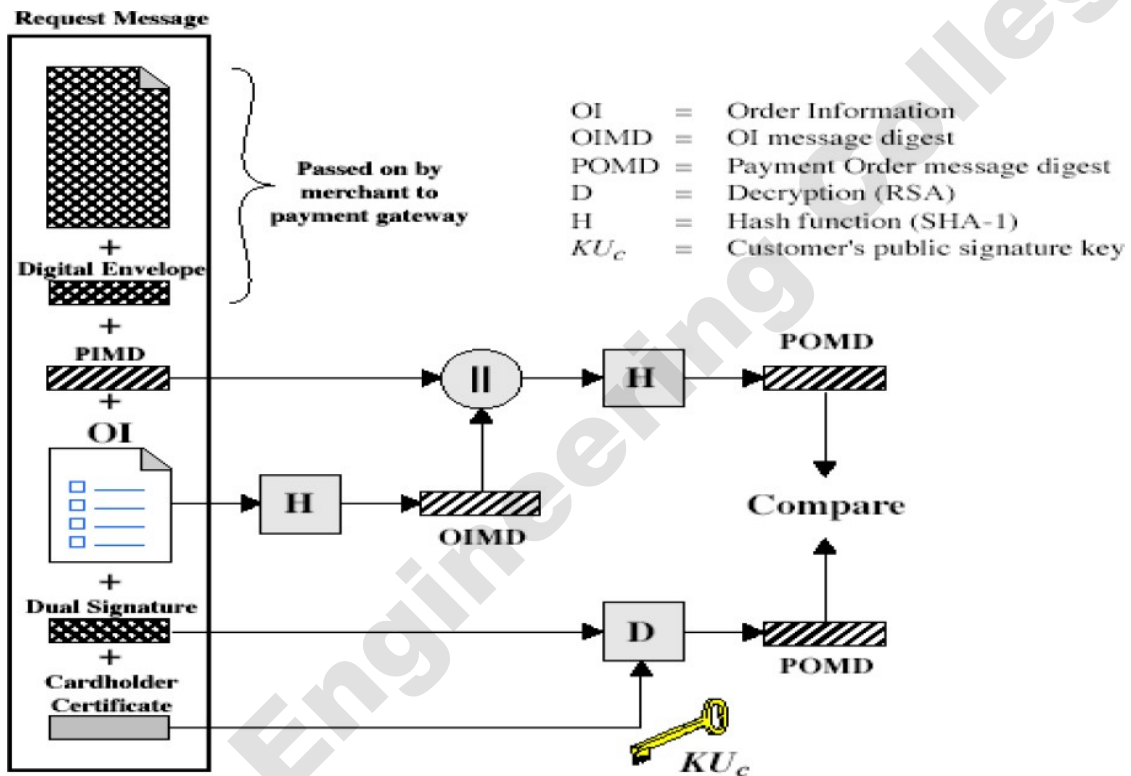 Request Message
OI = Order Information
OIMD = OI message digest
POMD = Payment Order message digest
D = Decryption (RSA)
H = Hash function (SHA-1)
KUc = Customer's public signature key
Passed on by
merchant to
payment gateway
+
Digital Envelope
+
PIMD
||
H
POMD
+
OI
H
OIMD
Compare
+
Dual Signature
D
POMD
+
Cardholder
Certificate
KUc
Engineering